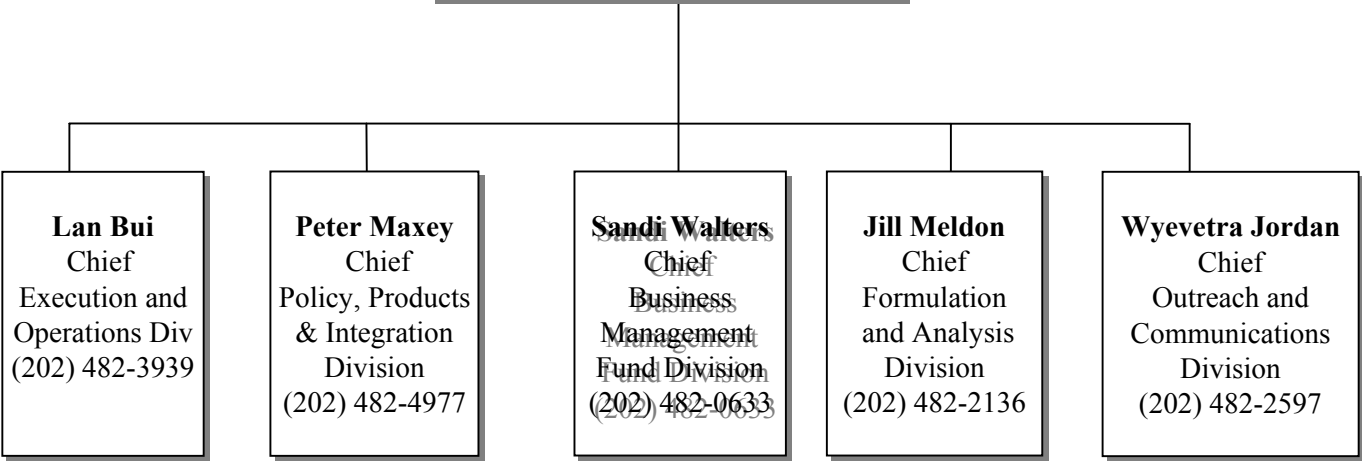 Lan Bui
Chief
Execution and
Operations Div
(202) 482-3939
Peter Maxey
Chief
Policy, Products
& Integration
Division
(202) 482-4977
Sandi Walters
Chief
Business
Management
Fund Division
(202) 482-0633
Jill Meldon
Chief
Formulation
and Analysis
Division
(202) 482-2136
Wyevetra Jordan
Chief
Outreach and
Communications
Division
(202) 482-2597